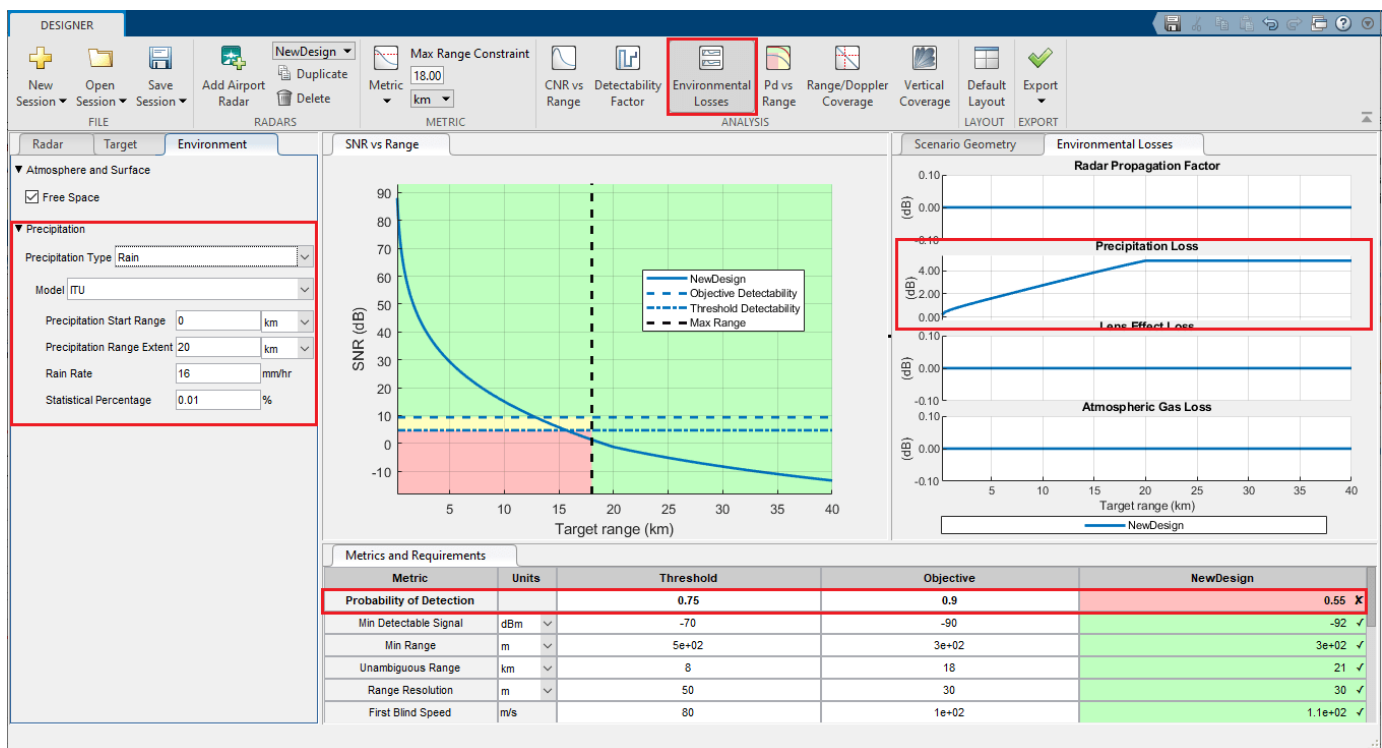 DESIGNER
New Session
Open Session
Save Session
FILE
Add Airport Radar
NewDesign
Duplicate
Delete
RADARS
Metric
Max Range Constraint
18.00
km
METRIC
CNR vs Range
Detectability Factor
Environmental Losses
Pd vs Range
Range/Doppler Coverage
Vertical Coverage
ANALYSIS
Default Layout
LAYOUT
Export
EXPORT
Radar Target Environment
Atmosphere and Surface
Free Space
Precipitation
Precipitation Type Rain
Model ITU
Precipitation Start Range 0 km
Precipitation Range Extent 20 km
Rain Rate 16 mm/hr
Statistical Percentage 0.01 %
SNR vs Range
SNR (dB)
90
80
70
60
50
40
30
20
10
0
-10
NewDesign
Objective Detectability
Threshold Detectability
Max Range
5 10 15 20 25 30 35 40
Target range (km)
Scenario Geometry Environmental Losses
Radar Propagation Factor
(dB)
0.10
0.00
-0.10
Precipitation Loss
(dB)
4.00
2.00
0.00
Lens Effect Loss
(dB)
0.10
0.00
-0.10
Atmospheric Gas Loss
(dB)
0.10
0.00
-0.10
5 10 15 20 25 30 35 40
Target range (km)
NewDesign
Metrics and Requirements
Metric Units Threshold Objective NewDesign
Probability of Detection 0.75 0.9 0.55 ✗
Min Detectable Signal dBm -70 -90 -92 ✓
Min Range m 5e+02 3e+02 3e+02 ✓
Unambiguous Range km 8 18 21 ✓
Range Resolution m 50 30 30 ✓
First Blind Speed m/s 80 1e+02 1.1e+02 ✓